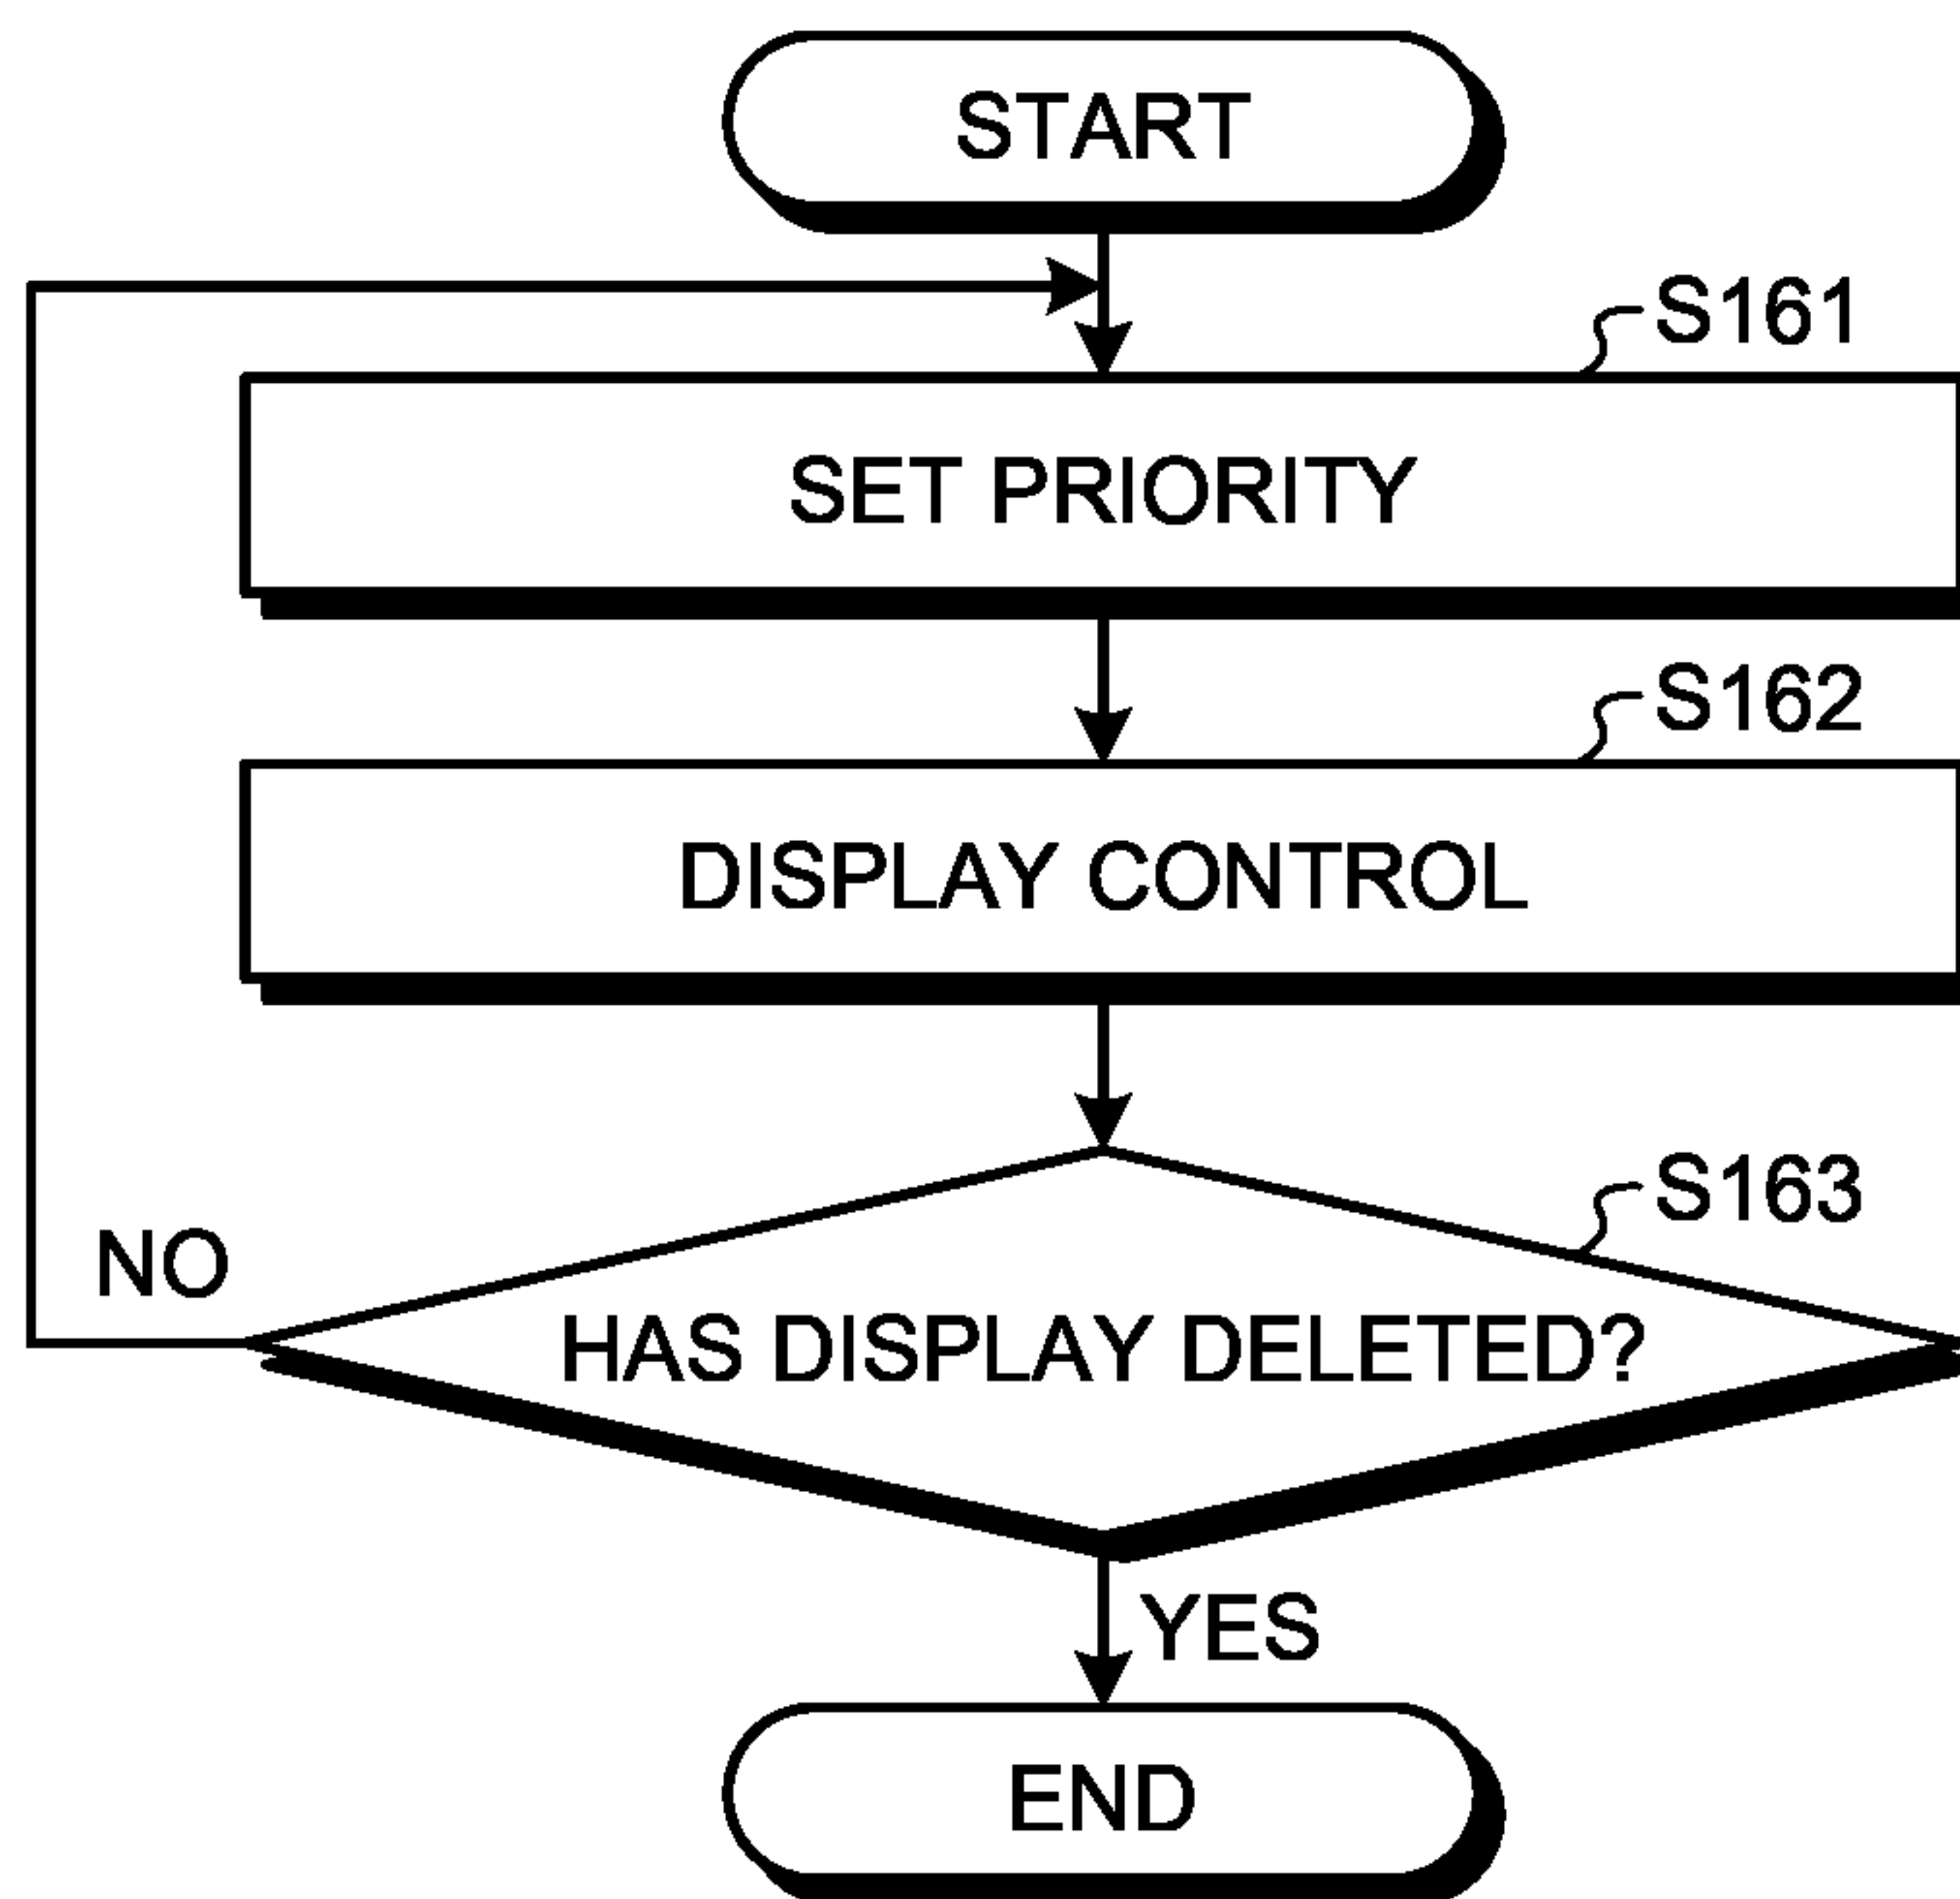 START
S161
SET PRIORITY
S162
DISPLAY CONTROL
S163
NO
HAS DISPLAY DELETED?
YES
END